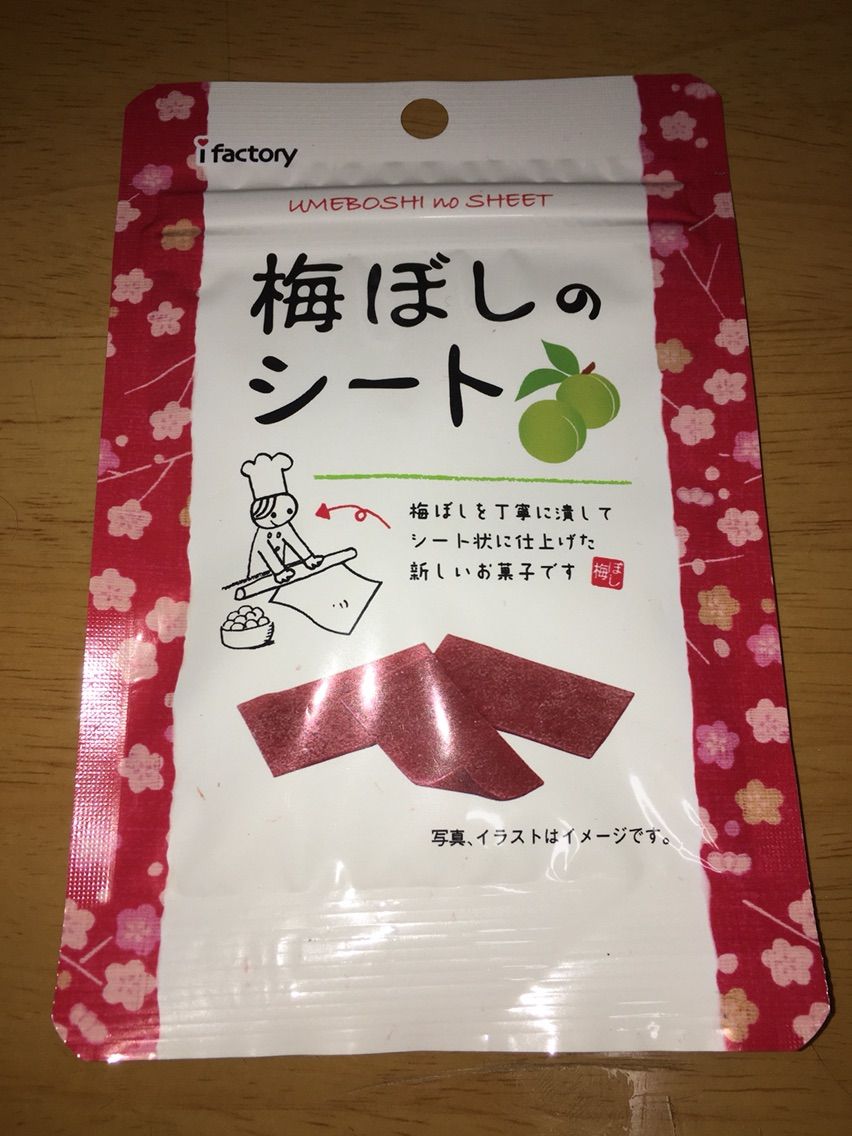 i factory
UMEBOSHI no SHEET
梅ぼしの
シート
梅ぼしを丁寧に潰して
シート状に仕上げた
新しいお菓子です
梅ぼし
写真、イラストはイメージです。